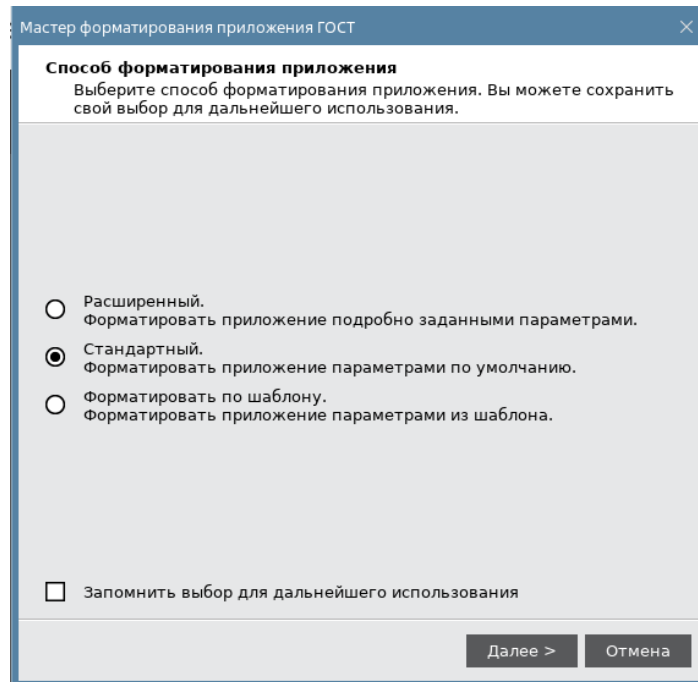 Мастер форматирования приложения ГОСТ
Способ форматирования приложения
Выберите способ форматирования приложения. Вы можете сохранить
свой выбор для дальнейшего использования.
Расширенный.
Форматировать приложение подробно заданными параметрами.
Стандартный.
Форматировать приложение параметрами по умолчанию.
Форматировать по шаблону.
Форматировать приложение параметрами из шаблона.
Запомнить выбор для дальнейшего использования
Далее >
Отмена